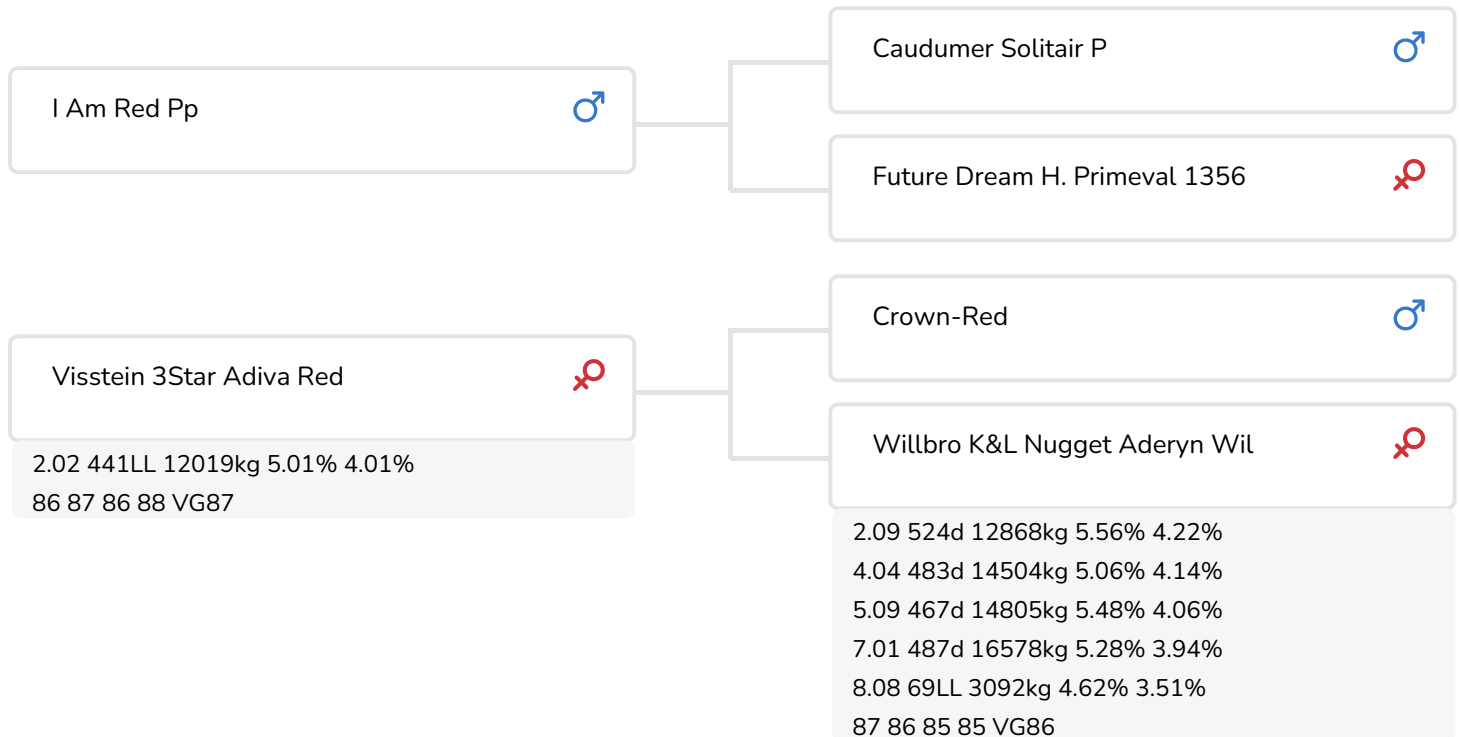 I Am Red Pp
Caudumer Solitair P
Future Dream H. Primeval 1356
Visstein 3Star Adiva Red
2.02 441LL 12019kg 5.01% 4.01%
86 87 86 88 VG87
Crown-Red
Willbro K&L Nugget Aderyn Wil
2.09 524d 12868kg 5.56% 4.22%
4.04 483d 14504kg 5.06% 4.14%
5.09 467d 14805kg 5.48% 4.06%
7.01 487d 16578kg 5.28% 3.94%
8.08 69LL 3092kg 4.62% 3.51%
87 86 85 85 VG86